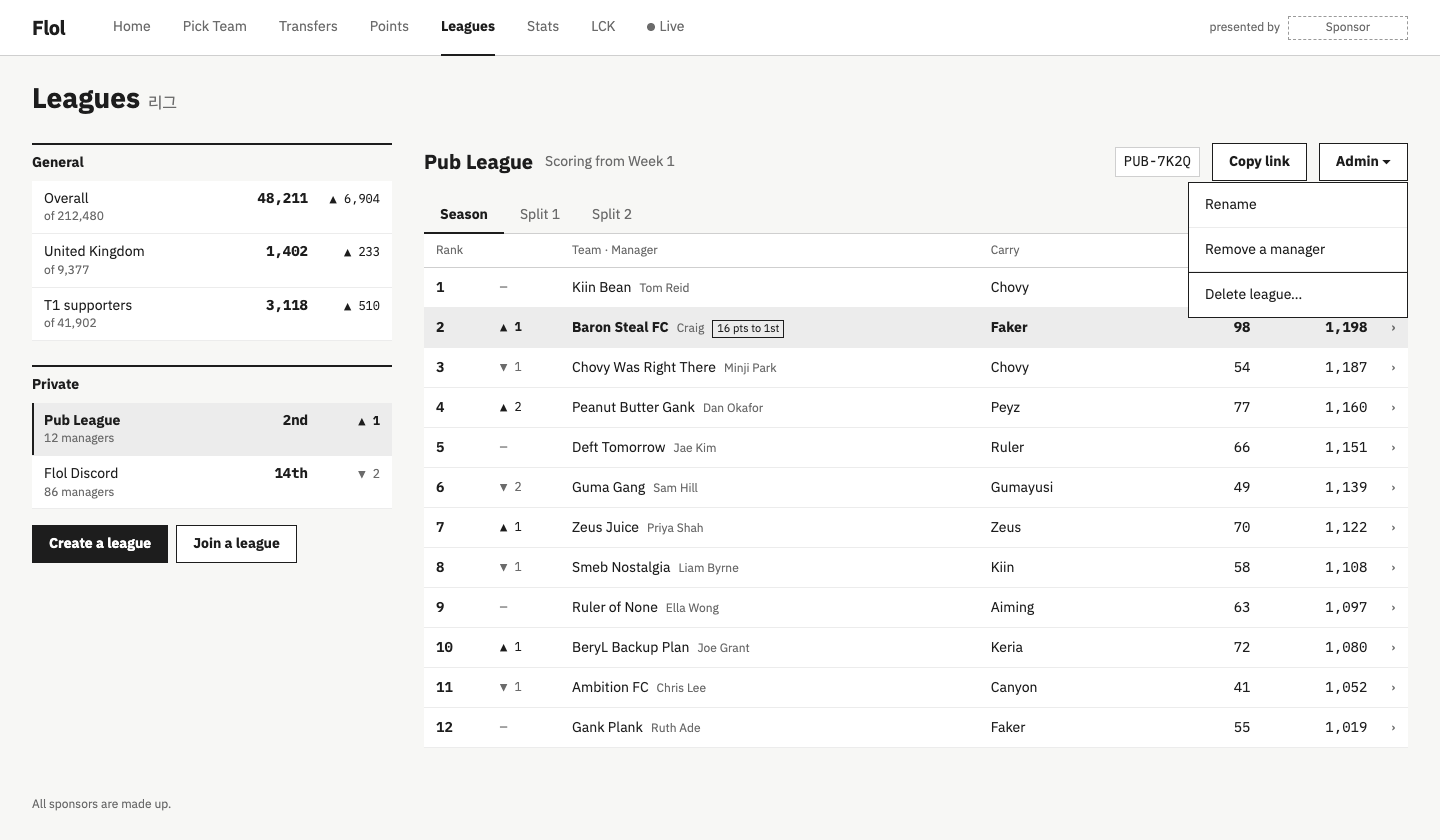 Flol Home Pick Team Transfers Points Leagues Stats LCK ● Live presented by Sponsor
Leagues 리그
General
Overall 48,211 ▲ 6,904
of 212,480
United Kingdom 1,402 ▲ 233
of 9,377
T1 supporters 3,118 ▲ 510
of 41,902
Private
Pub League 2nd ▲ 1
12 managers
Flol Discord 14th ▼ 2
86 managers
Create a league Join a league
Pub League Scoring from Week 1 PUB-7K2Q Copy link Admin
Rename
Remove a manager
Delete league…
Season Split 1 Split 2
Rank Team · Manager Carry
1 – Kiin Bean Tom Reid Chovy
2 ▲ 1 Baron Steal FC Craig 16 pts to 1st Faker 98 1,198 ›
3 ▼ 1 Chovy Was Right There Minji Park Chovy 54 1,187 ›
4 ▲ 2 Peanut Butter Gank Dan Okafor Peyz 77 1,160 ›
5 – Deft Tomorrow Jae Kim Ruler 66 1,151 ›
6 ▼ 2 Guma Gang Sam Hill Gumayusi 49 1,139 ›
7 ▲ 1 Zeus Juice Priya Shah Zeus 70 1,122 ›
8 ▼ 1 Smeb Nostalgia Liam Byrne Kiin 58 1,108 ›
9 – Ruler of None Ella Wong Aiming 63 1,097 ›
10 ▲ 1 BeryL Backup Plan Joe Grant Keria 72 1,080 ›
11 ▼ 1 Ambition FC Chris Lee Canyon 41 1,052 ›
12 – Gank Plank Ruth Ade Faker 55 1,019 ›
All sponsors are made up.